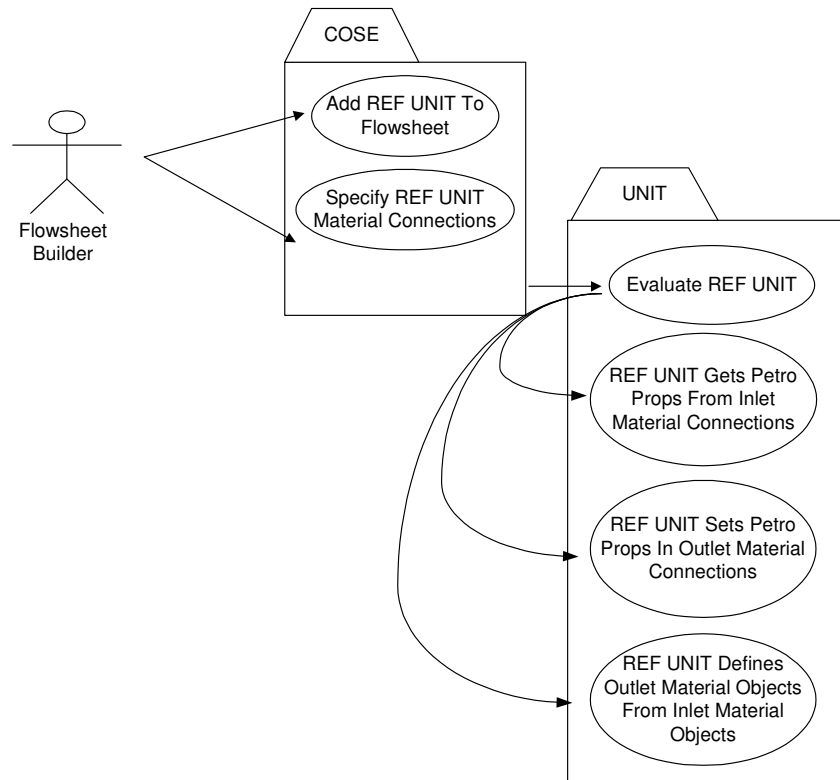 COSE
Add REF UNIT To
Flowsheet
Specify REF UNIT
Material Connections
Flowsheet
Builder
UNIT
Evaluate REF UNIT
REF UNIT Gets Petro
Props From Inlet
Material Connections
REF UNIT Sets Petro
Props In Outlet Material
Connections
REF UNIT Defines
Outlet Material Objects
From Inlet Material
Objects